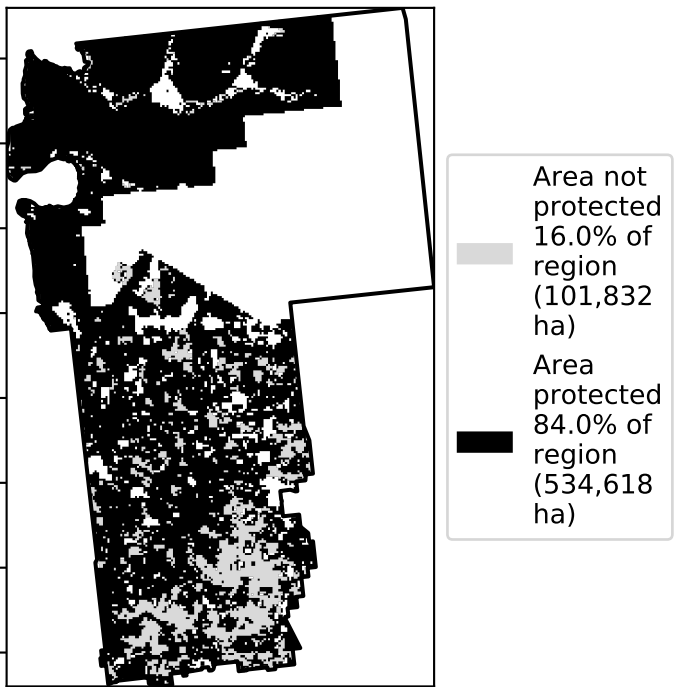 Area not
protected
16.0% of
region
(101,832
ha)
Area
protected
84.0% of
region
(534,618
ha)